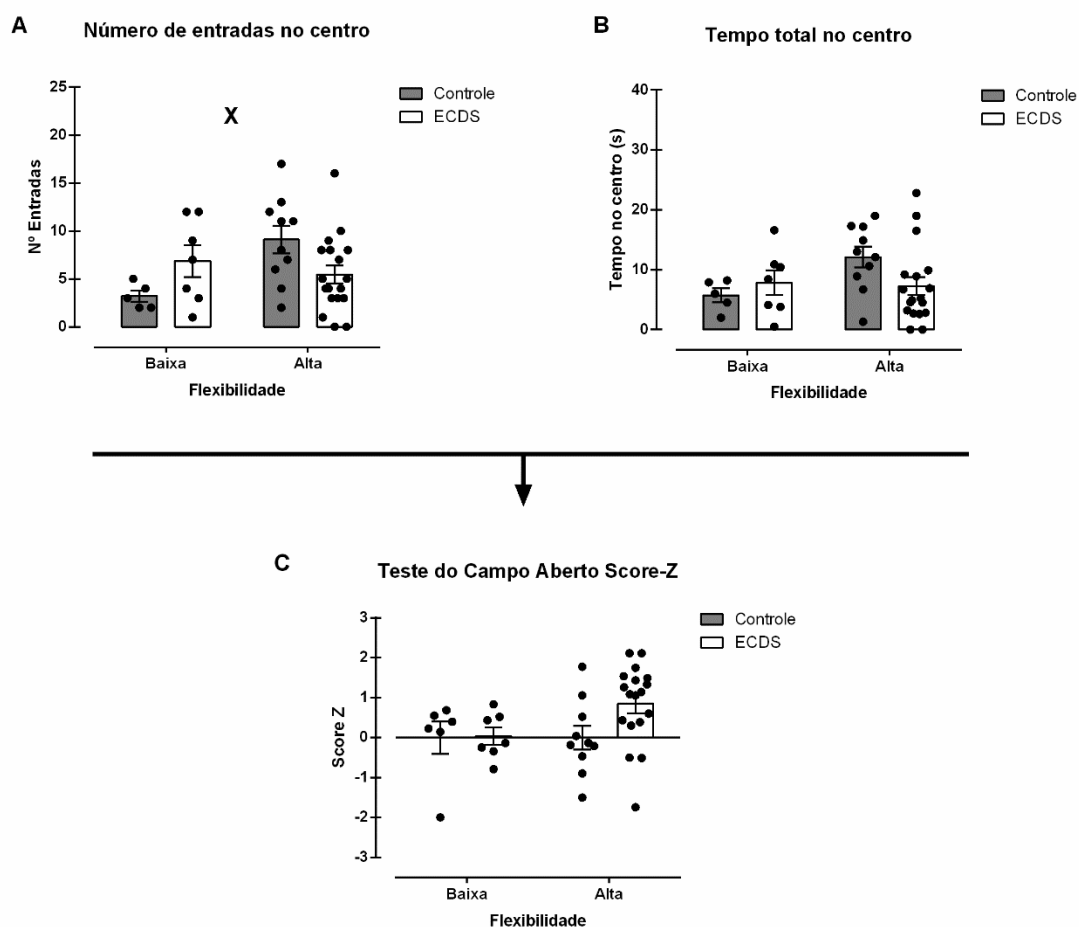 A
Número de entradas no centro
25
20
15
10
5
0
Nº Entradas
X
Controle
ECDS
Baixa
Alta
Flexibilidade
B
Tempo total no centro
40
30
20
10
0
Tempo no centro (s)
Controle
ECDS
Baixa
Alta
Flexibilidade
C
Teste do Campo Aberto Score-Z
3
2
1
0
-1
-2
-3
Score Z
Controle
ECDS
Baixa
Alta
Flexibilidade